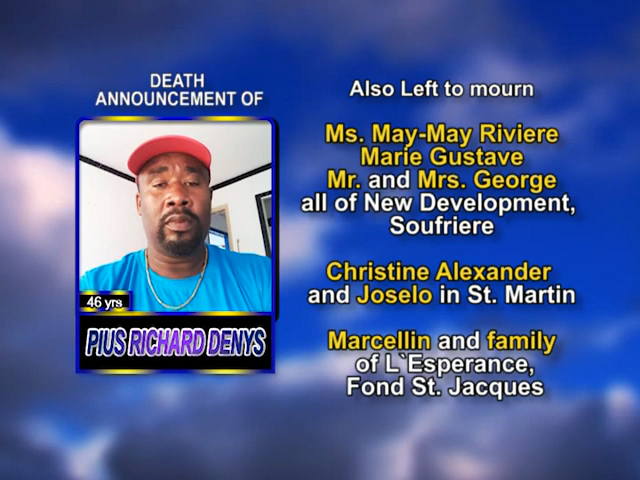 DEATH
ANNOUNCEMENT OF
46 yrs
PIUS RICHARD DENYS
Also Left to mourn
Ms. May-May Riviere
Marie Gustave
Mr. and Mrs. George
all of New Development,
Soufriere
Christine Alexander
and Joselo in St. Martin
Marcellin and family
of L`Esperance,
Fond St. Jacques